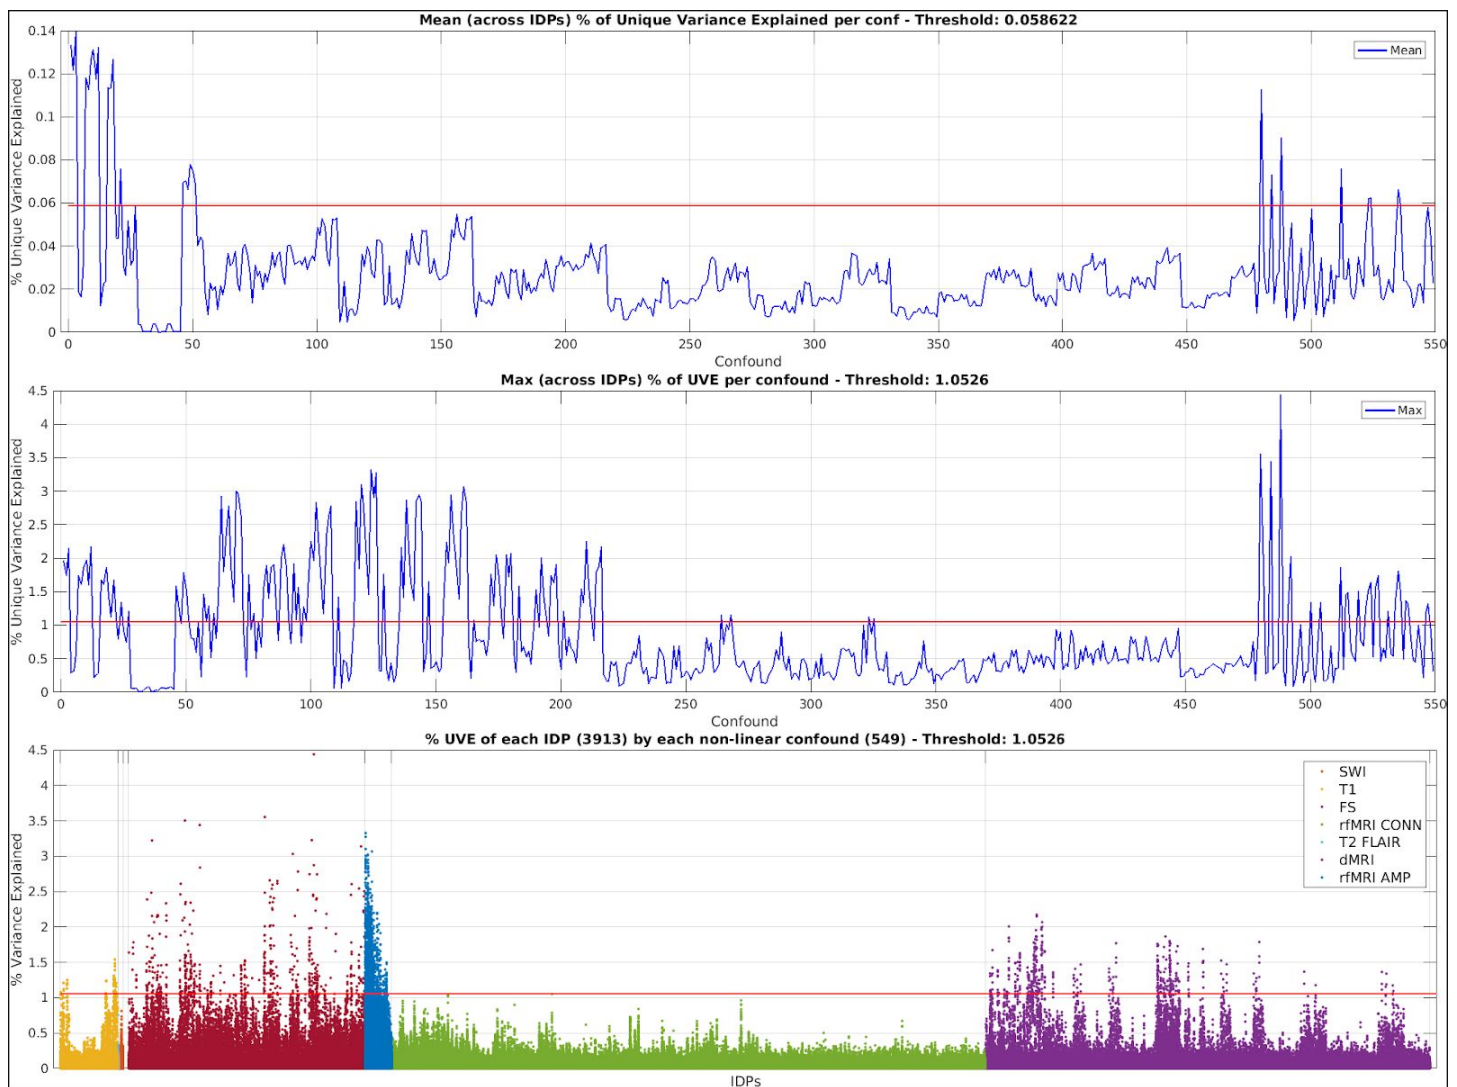 Mean (across IDPs) % of Unique Variance Explained per conf - Threshold: 0.058622
% Unique Variance Explained
0.14
0.12
0.1
0.08
0.06
0.04
0.02
0
Mean
0 50 100 150 200 250 300 350 400 450 500 550
Confound
Max (across IDPs) % of UVE per confound - Threshold: 1.0526
% Unique Variance Explained
4.5
4
3.5
3
2.5
2
1.5
1
0.5
0
Max
0 50 100 150 200 250 300 350 400 450 500 550
Confound
% UVE of each IDP (3913) by each non-linear confound (549) - Threshold: 1.0526
% Variance Explained
4.5
4
3.5
3
2.5
2
1.5
1
0.5
0
SWI
T1
FS
rfMRI CONN
T2 FLAIR
dMRI
rfMRI AMP
IDPs